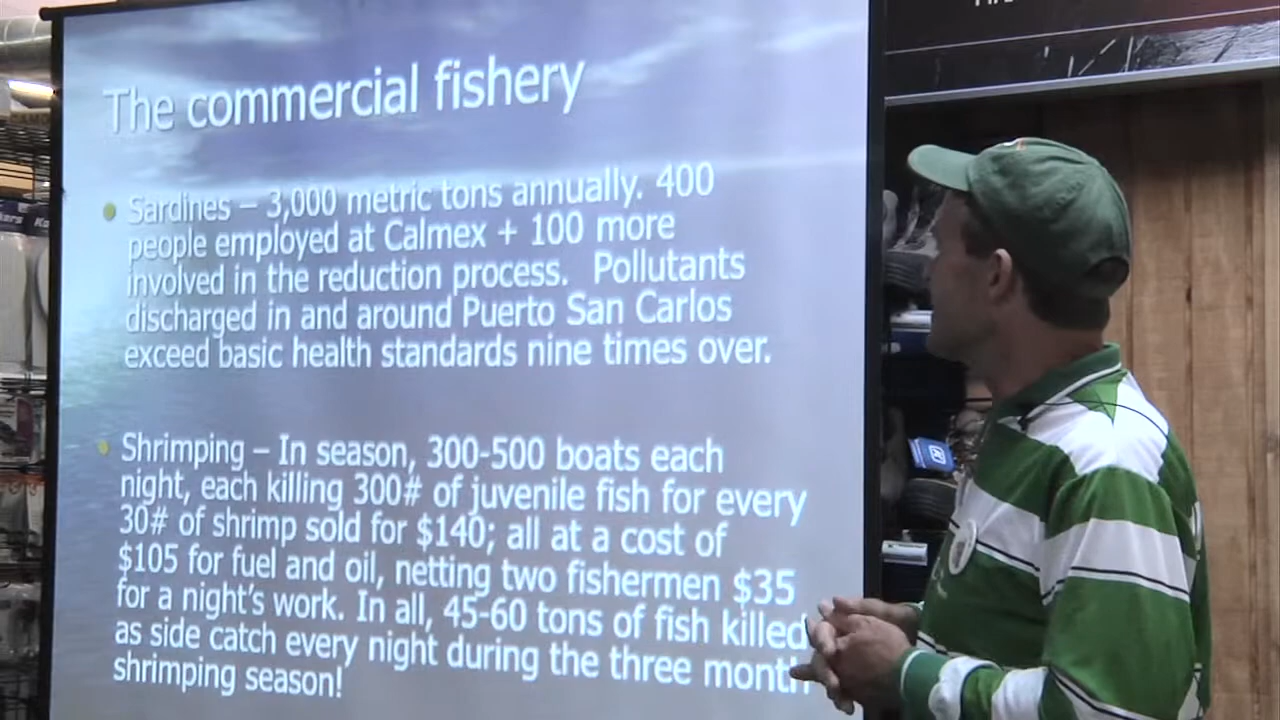 The commercial fishery
Sardines – 3,000 metric tons annually. 400
people employed at Calmex + 100 more
involved in the reduction process. Pollutants
discharged in and around Puerto San Carlos
exceed basic health standards nine times over.
Shrimping – In season, 300-500 boats each
night, each killing 300# of juvenile fish for every
30# of shrimp sold for $140; all at a cost of
$105 for fuel and oil, netting two fishermen $35
for a night's work. In all, 45-60 tons of fish killed
as side catch every night during the three month
shrimping season!